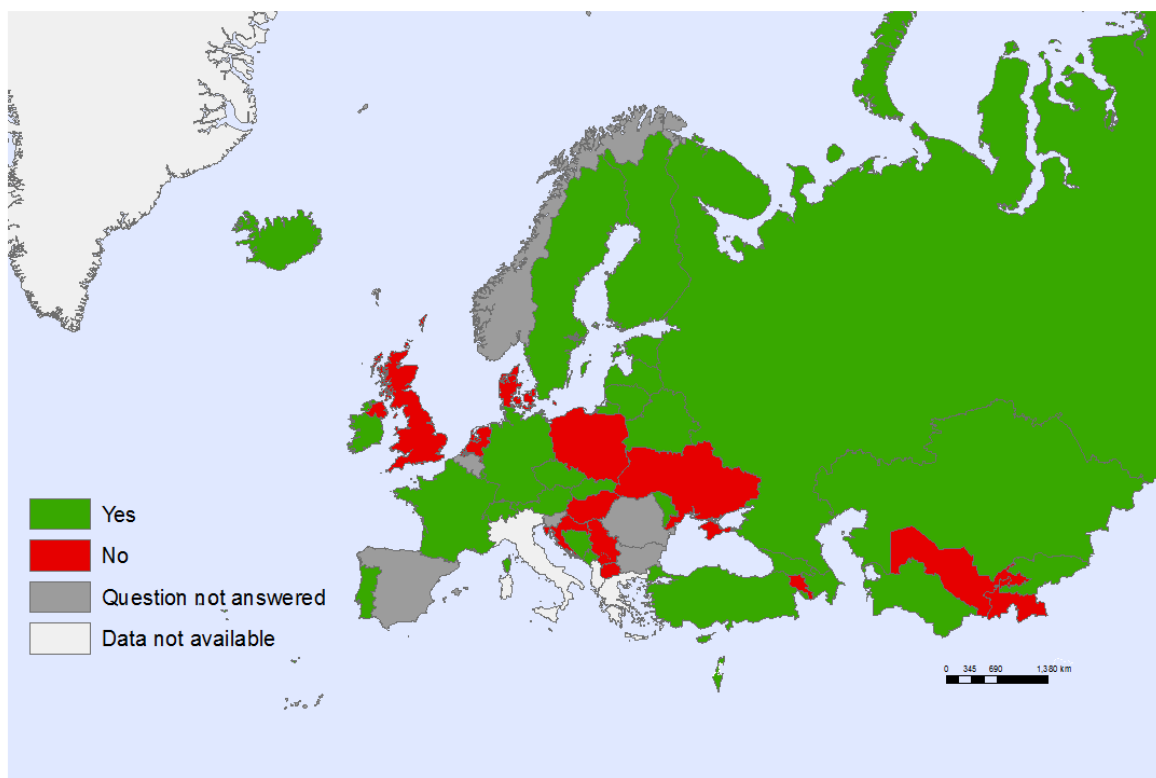 Yes
No
Question not answered
Data not available
0 345 690 1,380 km